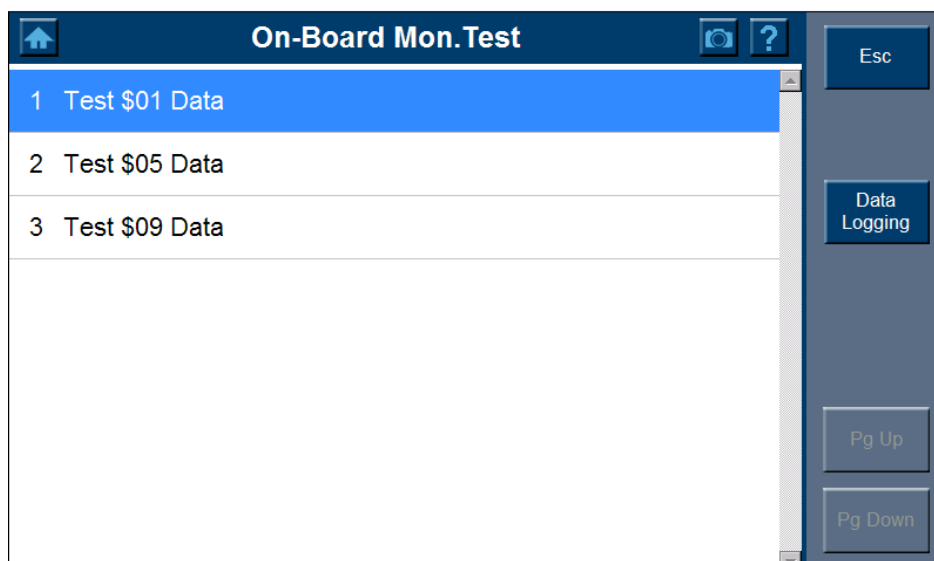 On-Board Mon.Test
?
Esc
1 Test $01 Data
2 Test $05 Data
3 Test $09 Data
Data
Logging
Pg Up
Pg Down